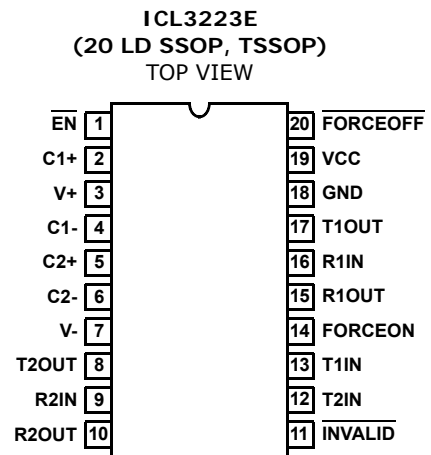 ICL3223E
(20 LD SSOP, TSSOP)
TOP VIEW
EN 1 20 FORCEOFF
C1+ 2 19 VCC
V+ 3 18 GND
C1- 4 17 T1OUT
C2+ 5 16 R1IN
C2- 6 15 R1OUT
V- 7 14 FORCEON
T2OUT 8 13 T1IN
R2IN 9 12 T2IN
R2OUT 10 11 INVALID